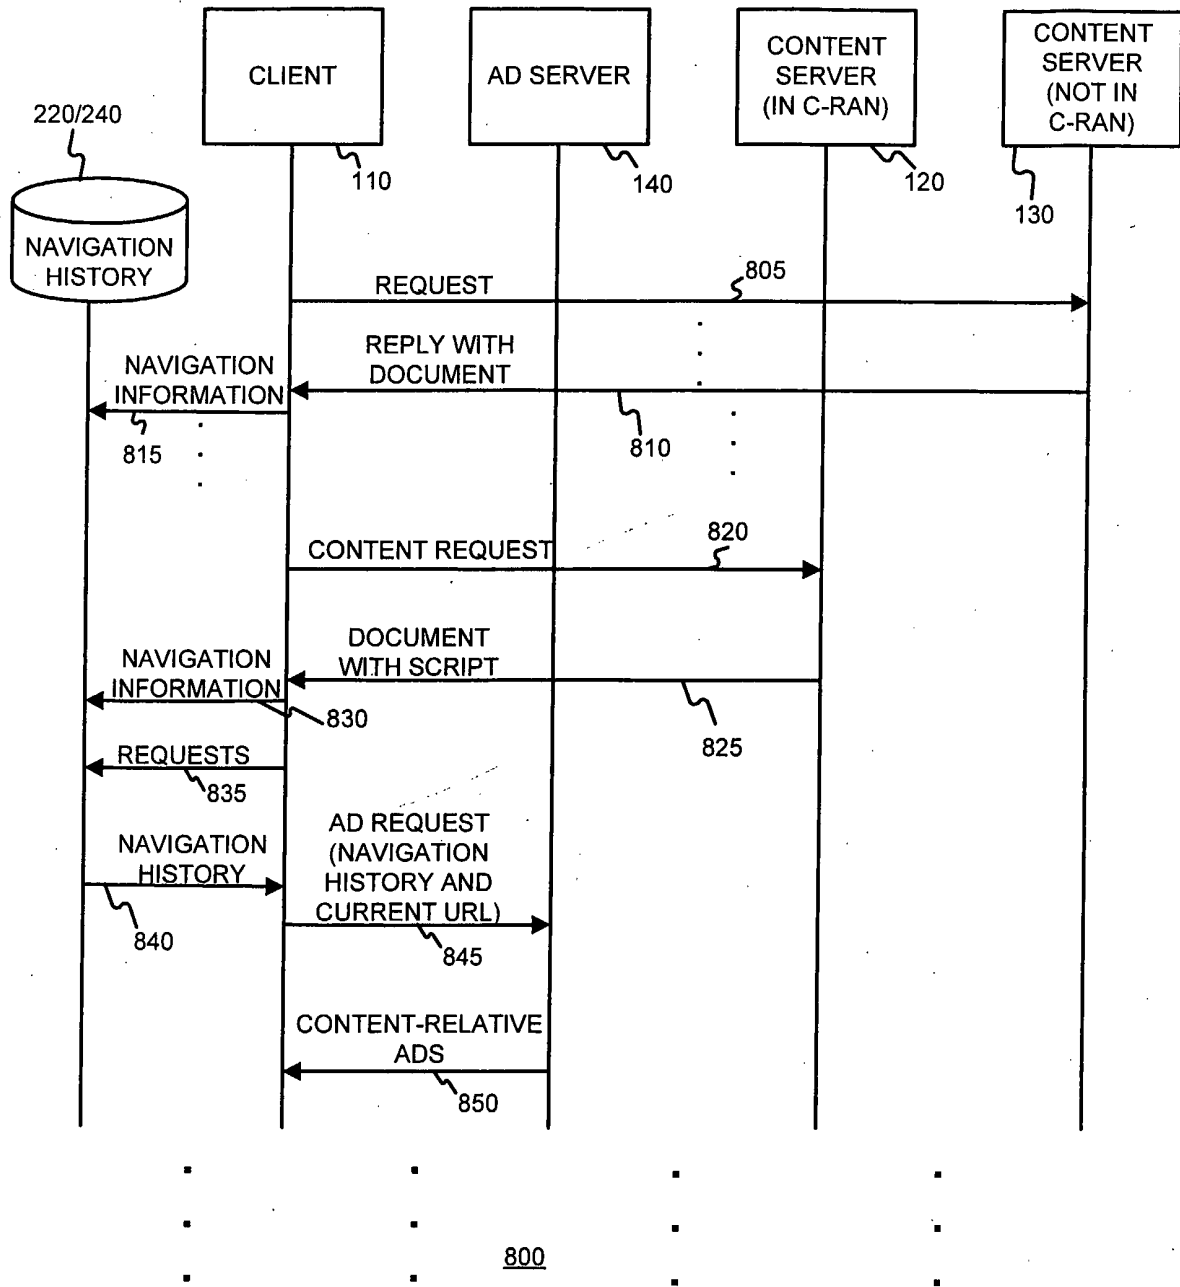 CLIENT
AD SERVER
CONTENT
SERVER
(IN C-RAN)
CONTENT
SERVER
(NOT IN
C-RAN)
220/240
110
140
120
130
NAVIGATION
HISTORY
REQUEST
805
REPLY WITH
DOCUMENT
810
NAVIGATION
INFORMATION
815
CONTENT REQUEST
820
DOCUMENT
WITH SCRIPT
825
NAVIGATION
INFORMATION
830
REQUESTS
835
NAVIGATION
HISTORY
840
AD REQUEST
(NAVIGATION
HISTORY AND
CURRENT URL)
845
CONTENT-RELATIVE
ADS
850
800